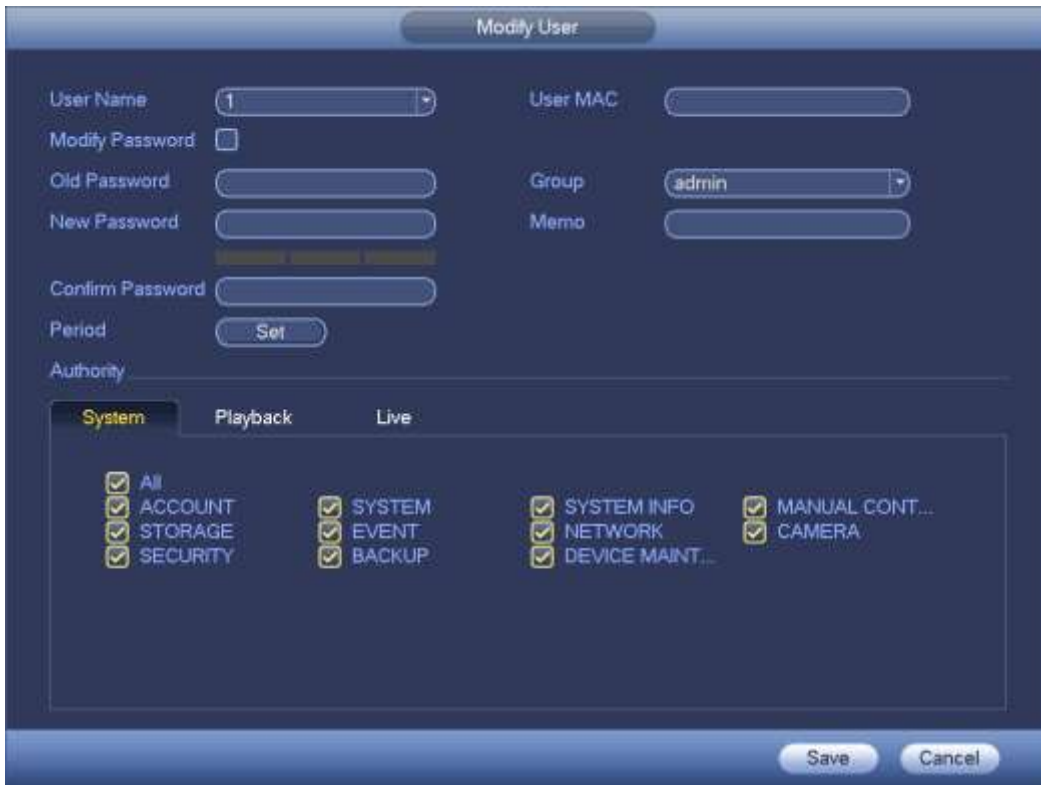 Modify User
User Name 1 User MAC
Modify Password
Old Password Group admin
New Password Memo
Confirm Password
Period Set
Authority
System Playback Live
All
ACCOUNT SYSTEM SYSTEM INFO MANUAL CONT...
STORAGE EVENT NETWORK CAMERA
SECURITY BACKUP DEVICE MAINT...
Save Cancel